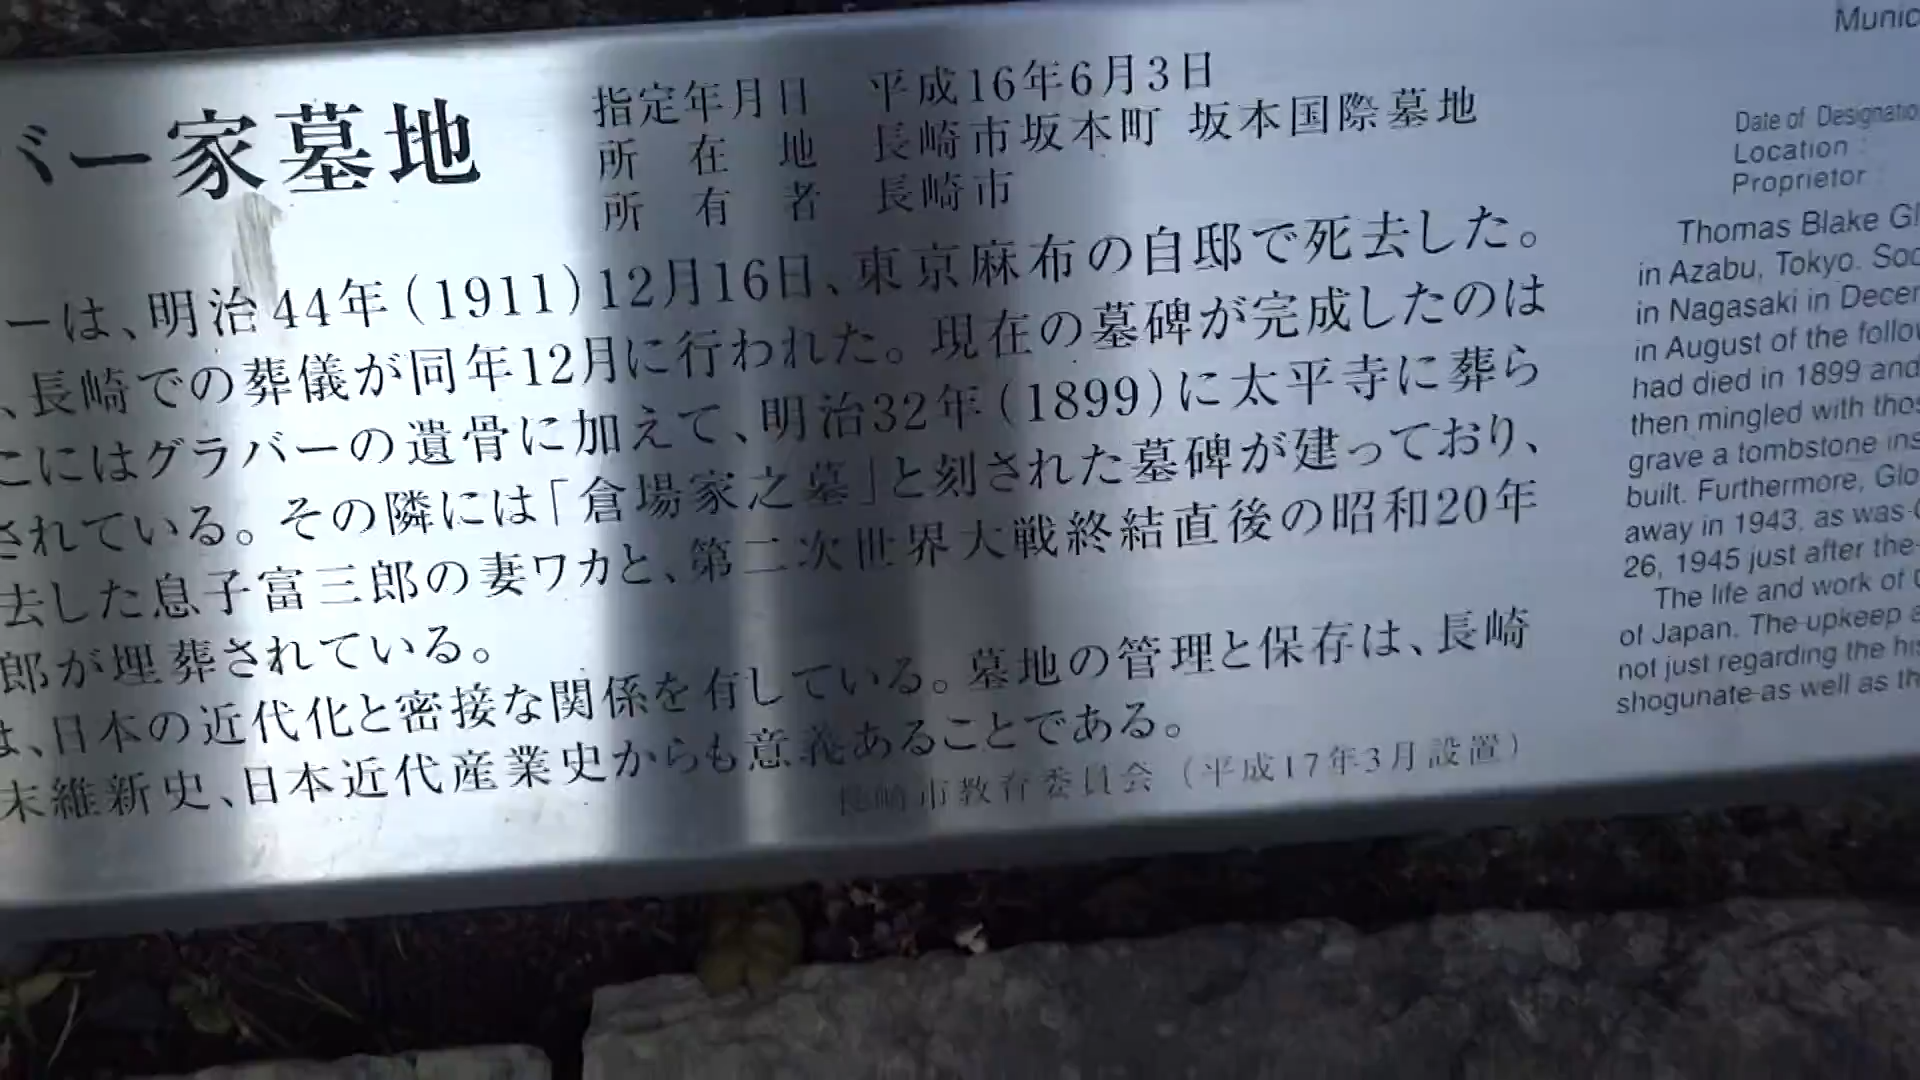 バー家墓地
指定年月日 平成16年6月3日
所在地 長崎市坂本町 坂本国際墓地
所有者 長崎市
ーは、明治44年(1911)12月16日、東京麻布の自邸で死去した。
、長崎での葬儀が同年12月に行われた。現在の墓碑が完成したのは
こにはグラバーの遺骨に加えて、明治32年(1899)に太平寺に葬ら
されている。その隣には「倉場家之墓」と刻された墓碑が建っており、
去した息子富三郎の妻ワカと、第二次世界大戦終結直後の昭和20年
郎が埋葬されている。
は、日本の近代化と密接な関係を有している。墓地の管理と保存は、長崎
末維新史、日本近代産業史からも意義あることである。
長崎市教育委員会(平成17年3月設置)
Munic
Date of Designatio
Location :
Proprietor :
Thomas Blake Gl
in Azabu, Tokyo. Soo
in Nagasaki in Decem
in August of the follow
had died in 1899 and
then mingled with thos
grave a tombstone ins
built. Furthermore, Glo
away in 1943, as was
26, 1945 just after the
The life and work of
of Japan. The upkeep a
not just regarding the his
shogunate as well as th